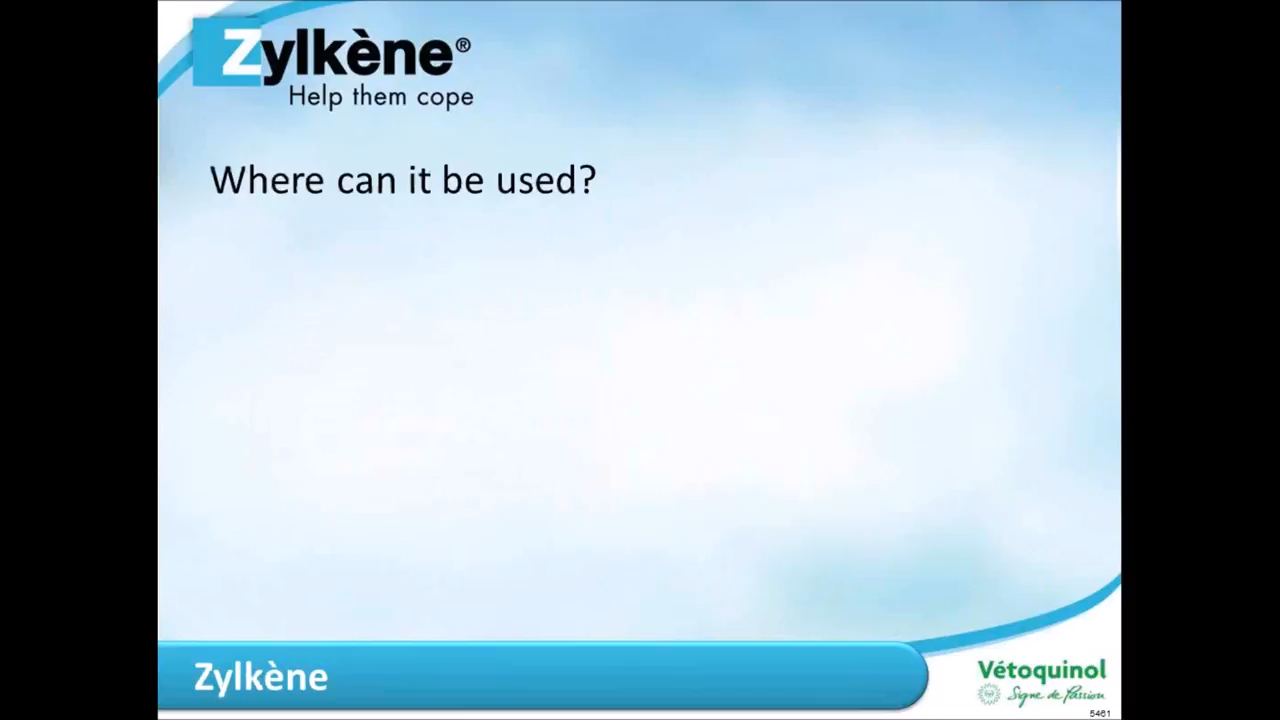 Zylkène®
Help them cope
Where can it be used?
Zylkène
Vétoquinol
Signe de Passion
5461